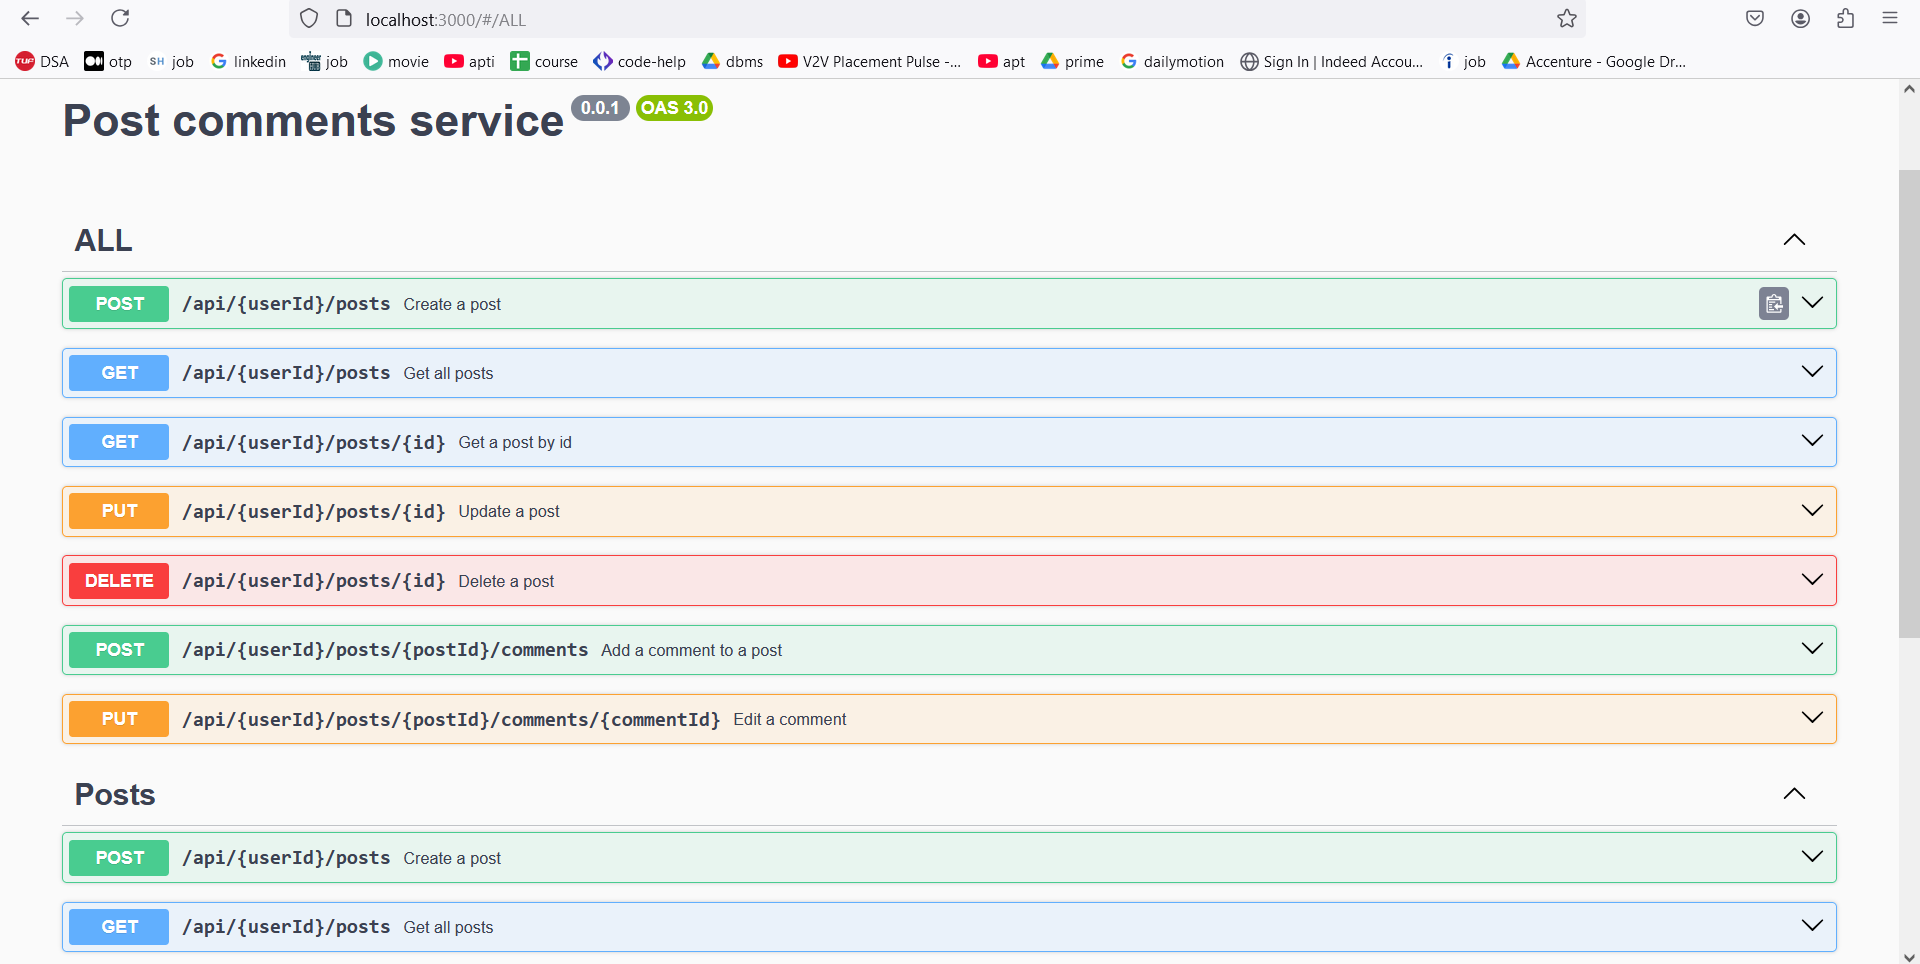 localhost:3000/#/ALL
TUF DSA otp SH job linkedin engineer job movie apti course code-help dbms V2V Placement Pulse -... apt prime dailymotion Sign In | Indeed Accou... job Accenture - Google Dr...
Post comments service 0.0.1 OAS 3.0
ALL
POST /api/{userId}/posts Create a post
GET /api/{userId}/posts Get all posts
GET /api/{userId}/posts/{id} Get a post by id
PUT /api/{userId}/posts/{id} Update a post
DELETE /api/{userId}/posts/{id} Delete a post
POST /api/{userId}/posts/{postId}/comments Add a comment to a post
PUT /api/{userId}/posts/{postId}/comments/{commentId} Edit a comment
Posts
POST /api/{userId}/posts Create a post
GET /api/{userId}/posts Get all posts